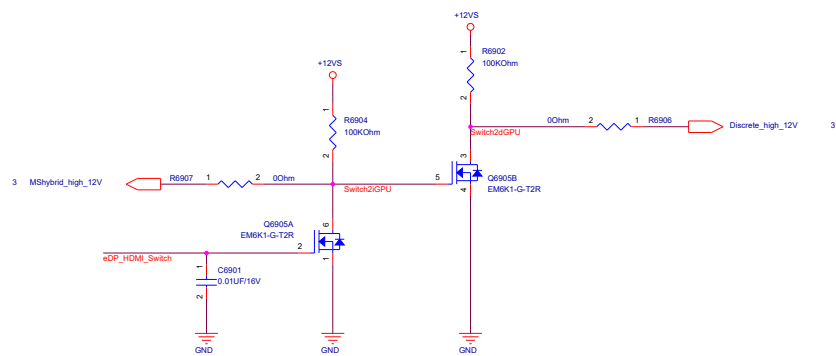 +12VS
1
R6902
100KOhm
2
+12VS
1
R6904
100KOhm
2
0Ohm
2
1
R6906
Discrete_high_12V
3
Switch2dGPU
3
5
Q6905B
EM6K1-G-T2R
4
3
MShybrid_high_12V
R6907
1
2
0Ohm
Switch2iGPU
Q6905A
EM6K1-G-T2R
6
2
1
eDP_HDMI_Switch
1
C6901
0.01UF/16V
2
GND
GND
GND